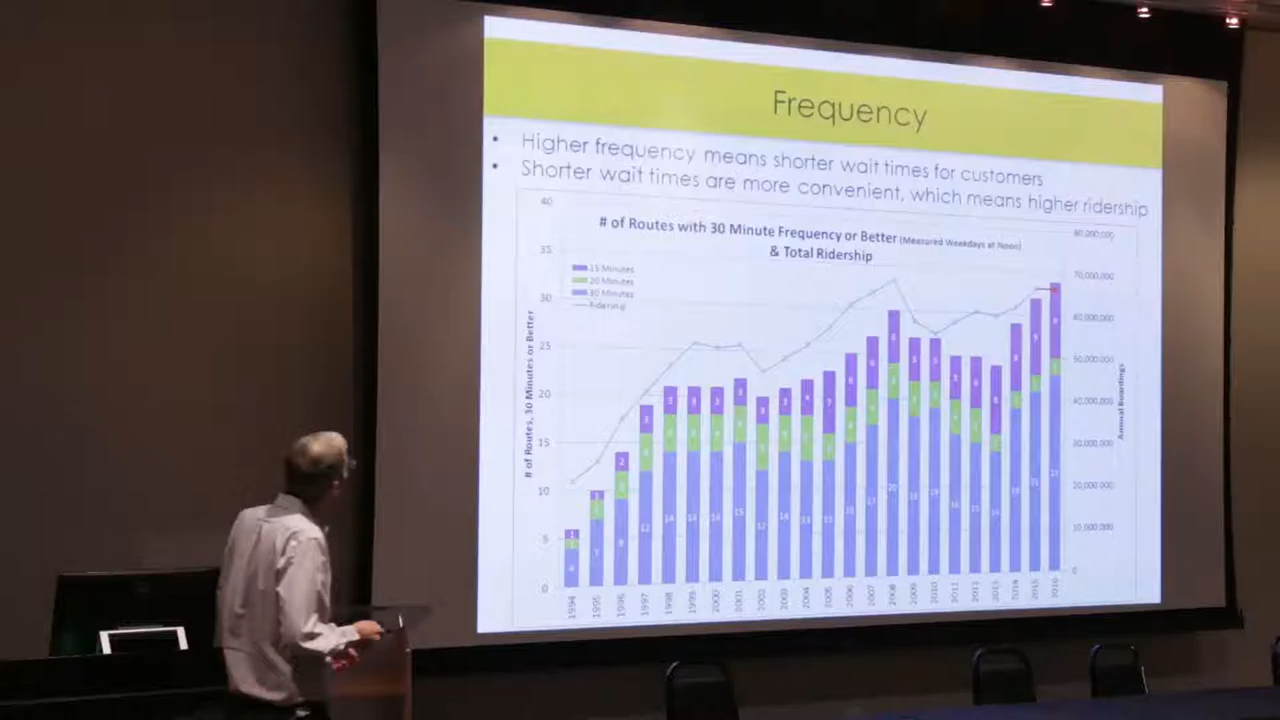 Frequency
• Higher frequency means shorter wait times for customers
• Shorter wait times are more convenient, which means higher ridership
# of Routes with 30 Minute Frequency or Better (Measured Weekdays at Noon)
& Total Ridership
15 Minutes
20 Minutes
30 Minutes
Ridership
# of Routes, 30 Minutes or Better
40
35
30
25
20
15
10
5
0
80,000,000
70,000,000
60,000,000
50,000,000
40,000,000
30,000,000
20,000,000
10,000,000
0
Annual Boardings
1994 1995 1996 1997 1998 1999 2000 2001 2002 2003 2004 2005 2006 2007 2008 2009 2010 2011 2012 2013 2014 2015 2016